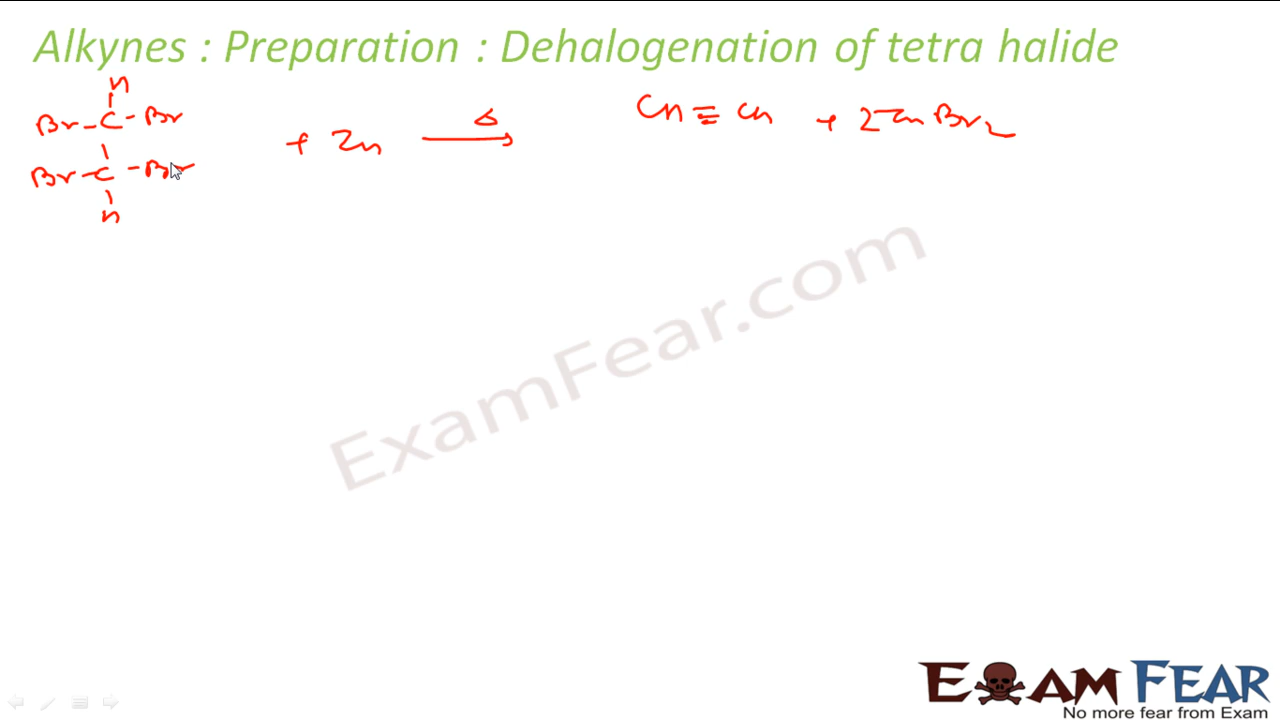 Alkynes : Preparation : Dehalogenation of tetra halide
H
Br-C-Br
Br-C-Br
H
+ Zn →Δ CH≡CH + 2ZnBr2
ExamFear.com
EXAM FEAR
No more fear from Exam